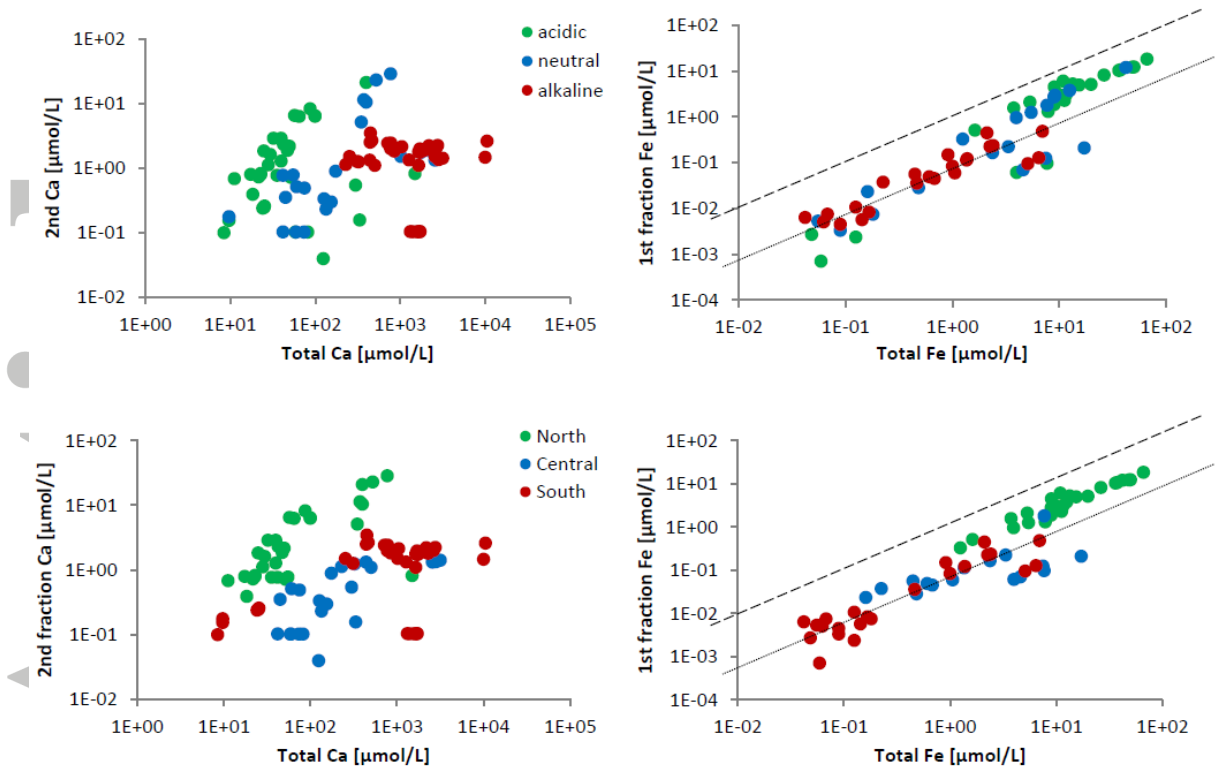 1E+02
1E+01
1E+00
1E-01
1E-02
2nd Ca [µmol/L]
1E+00 1E+01 1E+02 1E+03 1E+04 1E+05
Total Ca [µmol/L]
acidic
neutral
alkaline
1E+02
1E+01
1E+00
1E-01
1E-02
1E-03
1E-04
1st fraction Fe [µmol/L]
1E-02 1E-01 1E+00 1E+01 1E+02
Total Fe [µmol/L]
1E+02
1E+01
1E+00
1E-01
1E-02
2nd fraction Ca [µmol/L]
1E+00 1E+01 1E+02 1E+03 1E+04 1E+05
Total Ca [µmol/L]
North
Central
South
1E+02
1E+01
1E+00
1E-01
1E-02
1E-03
1E-04
1st fraction Fe [µmol/L]
1E-02 1E-01 1E+00 1E+01 1E+02
Total Fe [µmol/L]